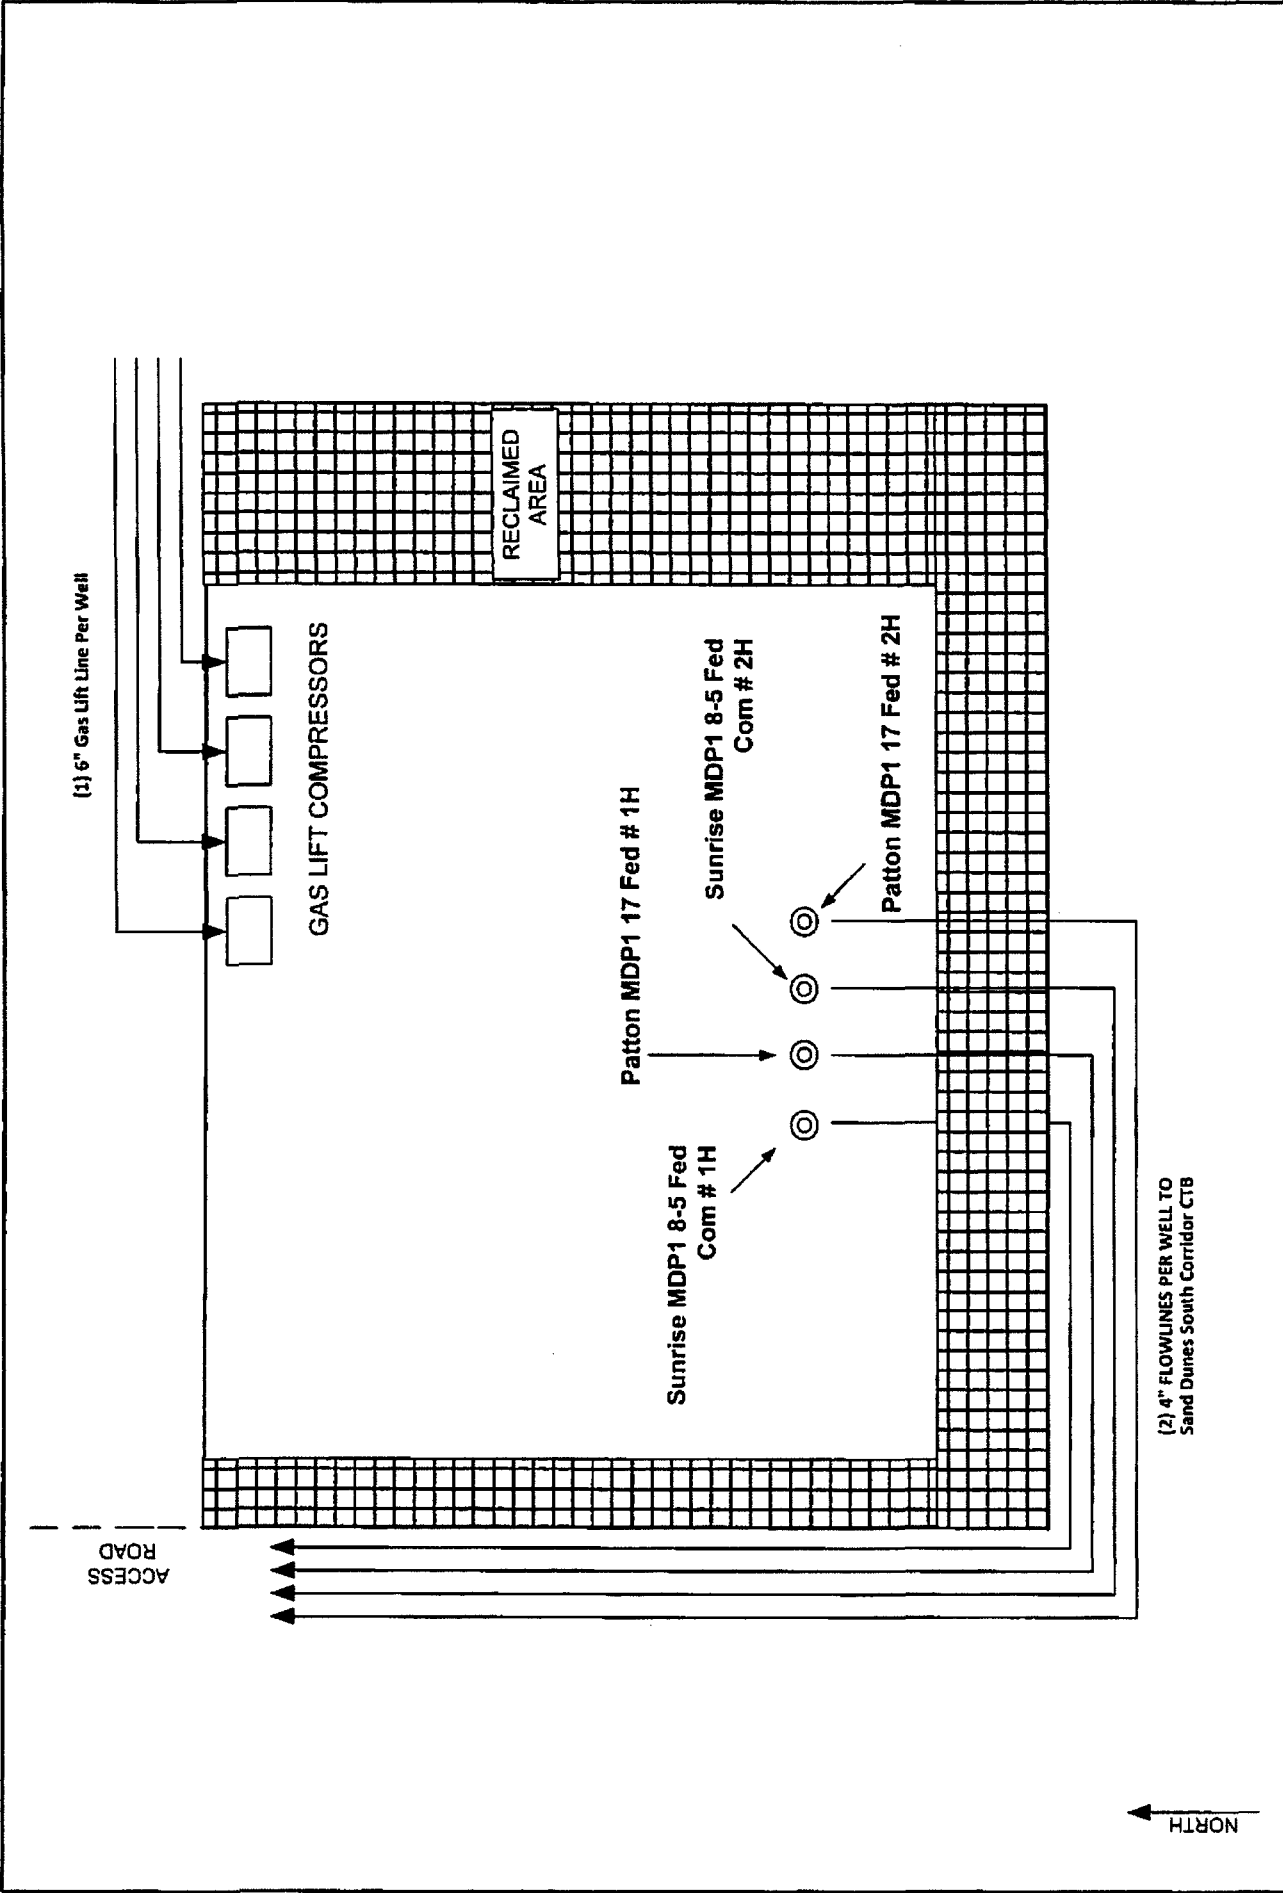 (1) 6" Gas Lift Line Per Well
GAS LIFT COMPRESSORS
RECLAIMED
AREA
ACCESS
ROAD
Patton MDP1 17 Fed # 1H
Sunrise MDP1 8-5 Fed
Com # 2H
Sunrise MDP1 8-5 Fed
Com # 1H
Patton MDP1 17 Fed # 2H
(2) 4" FLOWLINES PER WELL TO
Sand Dunes South Corridor CTB
NORTH